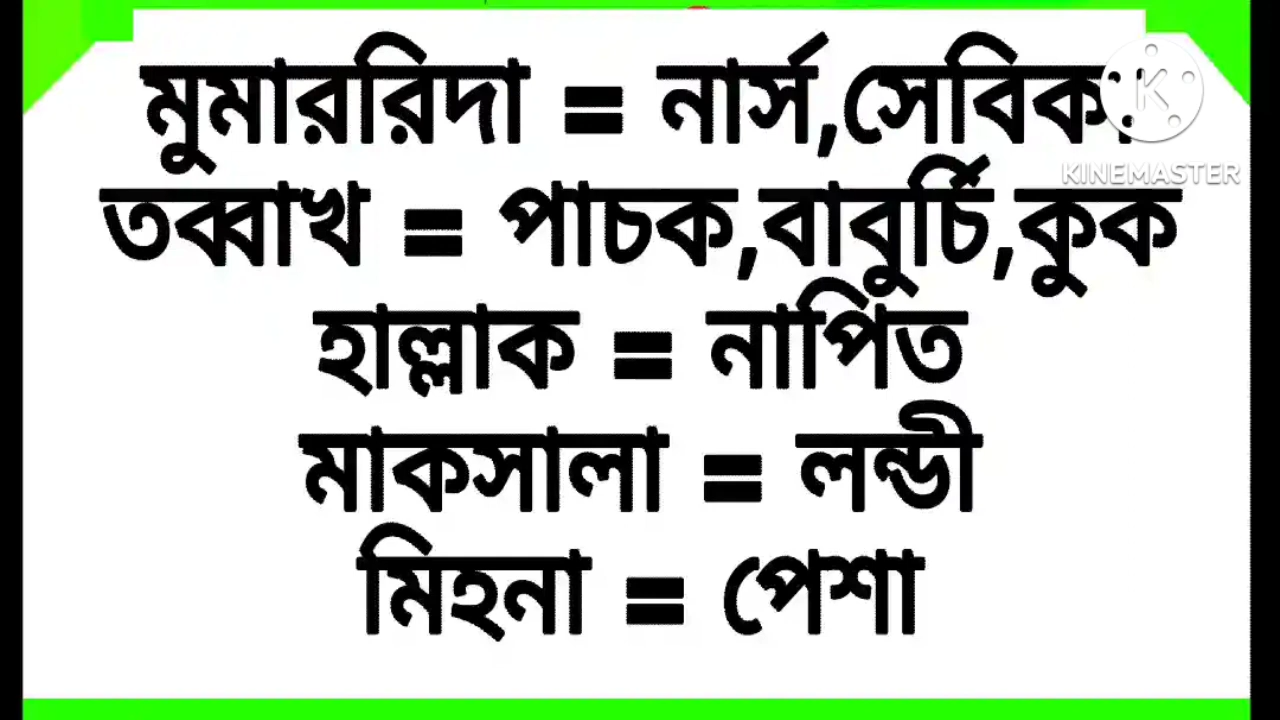 মুমাররিদা = নার্স,সেবিকা
KINEMASTER
তব্বাখ = পাচক,বাবুর্চি,কুক
হাল্লাক = নাপিত
মাকসালা = লন্ডী
মিহনা = পেশা